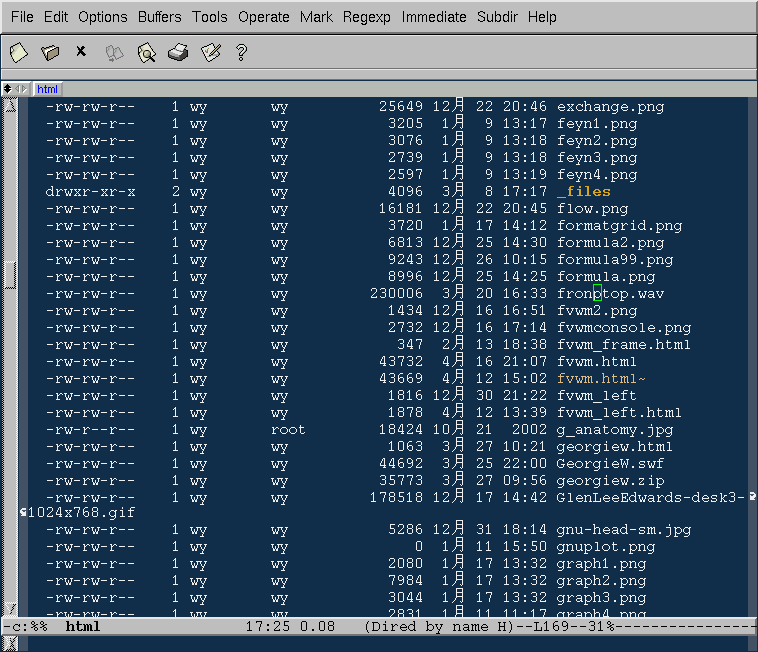 File Edit Options Buffers Tools Operate Mark Regexp Immediate Subdir Help
html
-rw-rw-r-- 1 wy wy 25649 12月 22 20:46 exchange.png
-rw-rw-r-- 1 wy wy 3205 1月 9 13:17 feyn1.png
-rw-rw-r-- 1 wy wy 3076 1月 9 13:18 feyn2.png
-rw-rw-r-- 1 wy wy 2739 1月 9 13:18 feyn3.png
-rw-rw-r-- 1 wy wy 2597 1月 9 13:19 feyn4.png
drwxr-xr-x 2 wy wy 4096 3月 8 17:17 _files
-rw-rw-r-- 1 wy wy 16181 12月 22 20:45 flow.png
-rw-rw-r-- 1 wy wy 3720 1月 17 14:12 formatgrid.png
-rw-rw-r-- 1 wy wy 6813 12月 25 14:30 formula2.png
-rw-rw-r-- 1 wy wy 9243 12月 26 10:15 formula99.png
-rw-rw-r-- 1 wy wy 8996 12月 25 14:25 formula.png
-rw-rw-r-- 1 wy wy 230006 3月 20 16:33 fronptop.wav
-rw-rw-r-- 1 wy wy 1434 12月 16 16:51 fvwm2.png
-rw-rw-r-- 1 wy wy 2732 12月 16 17:14 fvwmconsole.png
-rw-rw-r-- 1 wy wy 347 2月 13 18:38 fvwm_frame.html
-rw-rw-r-- 1 wy wy 43732 4月 16 21:07 fvwm.html
-rw-rw-r-- 1 wy wy 43669 4月 12 15:02 fvwm.html~
-rw-rw-r-- 1 wy wy 1816 12月 30 21:22 fvwm_left
-rw-rw-r-- 1 wy wy 1878 4月 12 13:39 fvwm_left.html
-rw-r--r-- 1 wy root 18424 10月 21 2002 g_anatomy.jpg
-rw-rw-r-- 1 wy wy 1063 3月 27 10:21 georgiew.html
-rw-rw-r-- 1 wy wy 44692 3月 25 22:00 GeorgieW.swf
-rw-rw-r-- 1 wy wy 35773 3月 27 09:56 georgiew.zip
-rw-rw-r-- 1 wy wy 178518 12月 17 14:42 GlenLeeEdwards-desk3-
1024x768.gif
-rw-rw-r-- 1 wy wy 5286 12月 31 18:14 gnu-head-sm.jpg
-rw-rw-r-- 1 wy wy 0 1月 11 15:50 gnuplot.png
-rw-rw-r-- 1 wy wy 2080 1月 17 13:32 graph1.png
-rw-rw-r-- 1 wy wy 7984 1月 17 13:32 graph2.png
-rw-rw-r-- 1 wy wy 3044 1月 17 13:32 graph3.png
-rw-rw-r-- 1 wy wy 2831 1月 11 11:17 graph4.png
-c:%% html 17:25 0.08 (Dired by name H)--L169--31%----------------